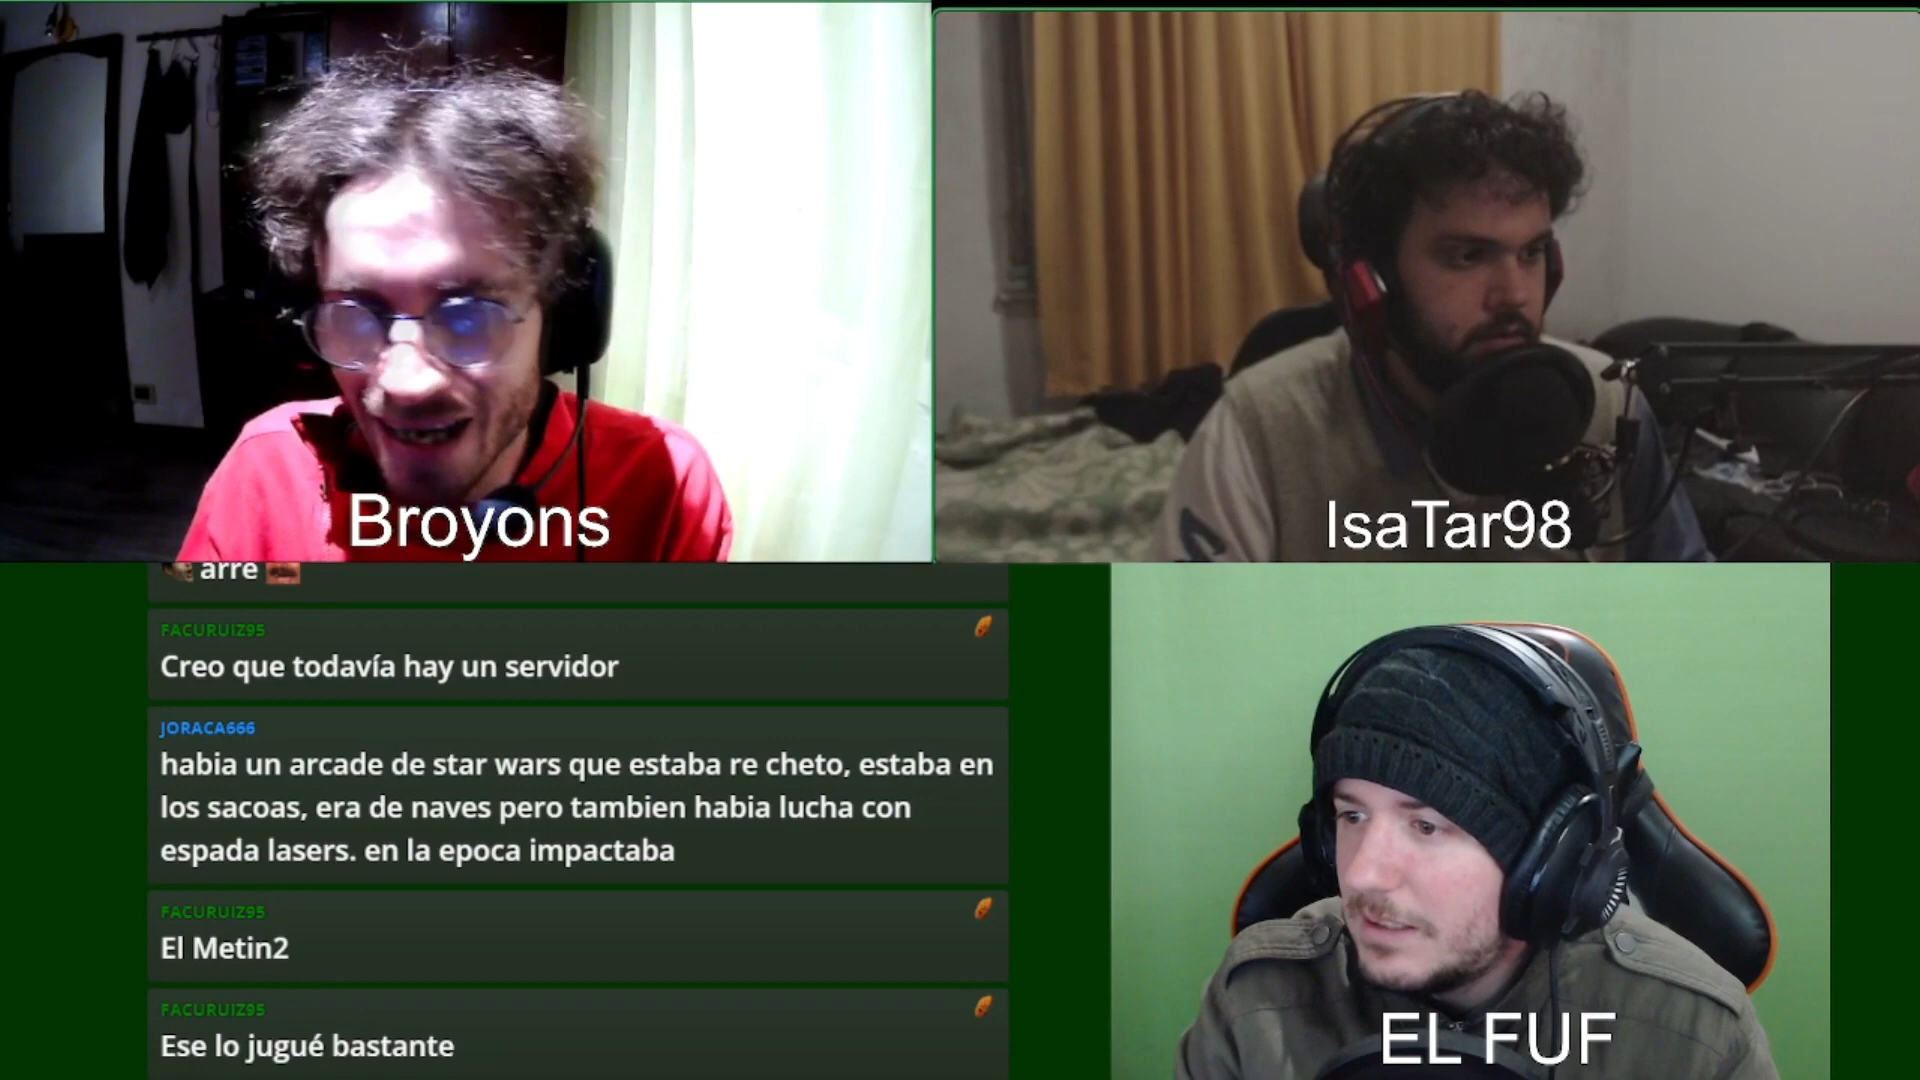 Broyons
IsaTar98
arre
FACURUIZ95
Creo que todavía hay un servidor
JORACA666
habia un arcade de star wars que estaba re cheto, estaba en
los sacoas, era de naves pero tambien habia lucha con
espada lasers. en la epoca impactaba
FACURUIZ95
El Metin2
FACURUIZ95
Ese lo jugué bastante
EL FUF